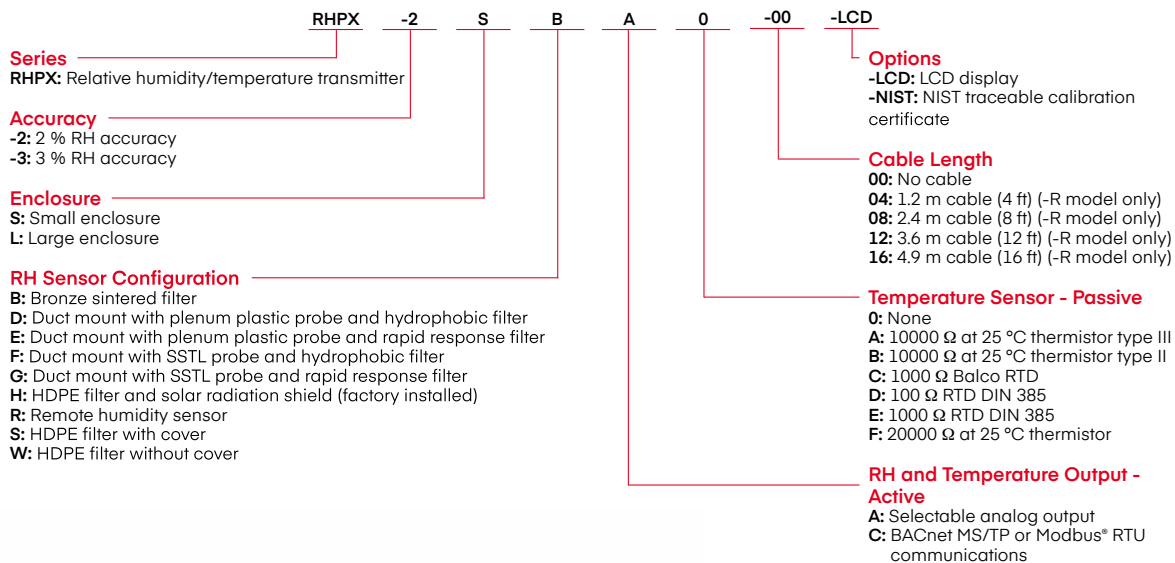 RHPX -2 S B A 0 -00 -LCD
Series
RHPX: Relative humidity/temperature transmitter
Accuracy
-2: 2 % RH accuracy
-3: 3 % RH accuracy
Enclosure
S: Small enclosure
L: Large enclosure
RH Sensor Configuration
B: Bronze sintered filter
D: Duct mount with plenum plastic probe and hydrophobic filter
E: Duct mount with plenum plastic probe and rapid response filter
F: Duct mount with SSTL probe and hydrophobic filter
G: Duct mount with SSTL probe and rapid response filter
H: HDPE filter and solar radiation shield (factory installed)
R: Remote humidity sensor
S: HDPE filter with cover
W: HDPE filter without cover
Options
-LCD: LCD display
-NIST: NIST traceable calibration
certificate
Cable Length
00: No cable
04: 1.2 m cable (4 ft) (-R model only)
08: 2.4 m cable (8 ft) (-R model only)
12: 3.6 m cable (12 ft) (-R model only)
16: 4.9 m cable (16 ft) (-R model only)
Temperature Sensor - Passive
0: None
A: 10000 Ω at 25 °C thermistor type III
B: 10000 Ω at 25 °C thermistor type II
C: 1000 Ω Balco RTD
D: 100 Ω RTD DIN 385
E: 1000 Ω RTD DIN 385
F: 20000 Ω at 25 °C thermistor
RH and Temperature Output -
Active
A: Selectable analog output
C: BACnet MS/TP or Modbus® RTU
communications